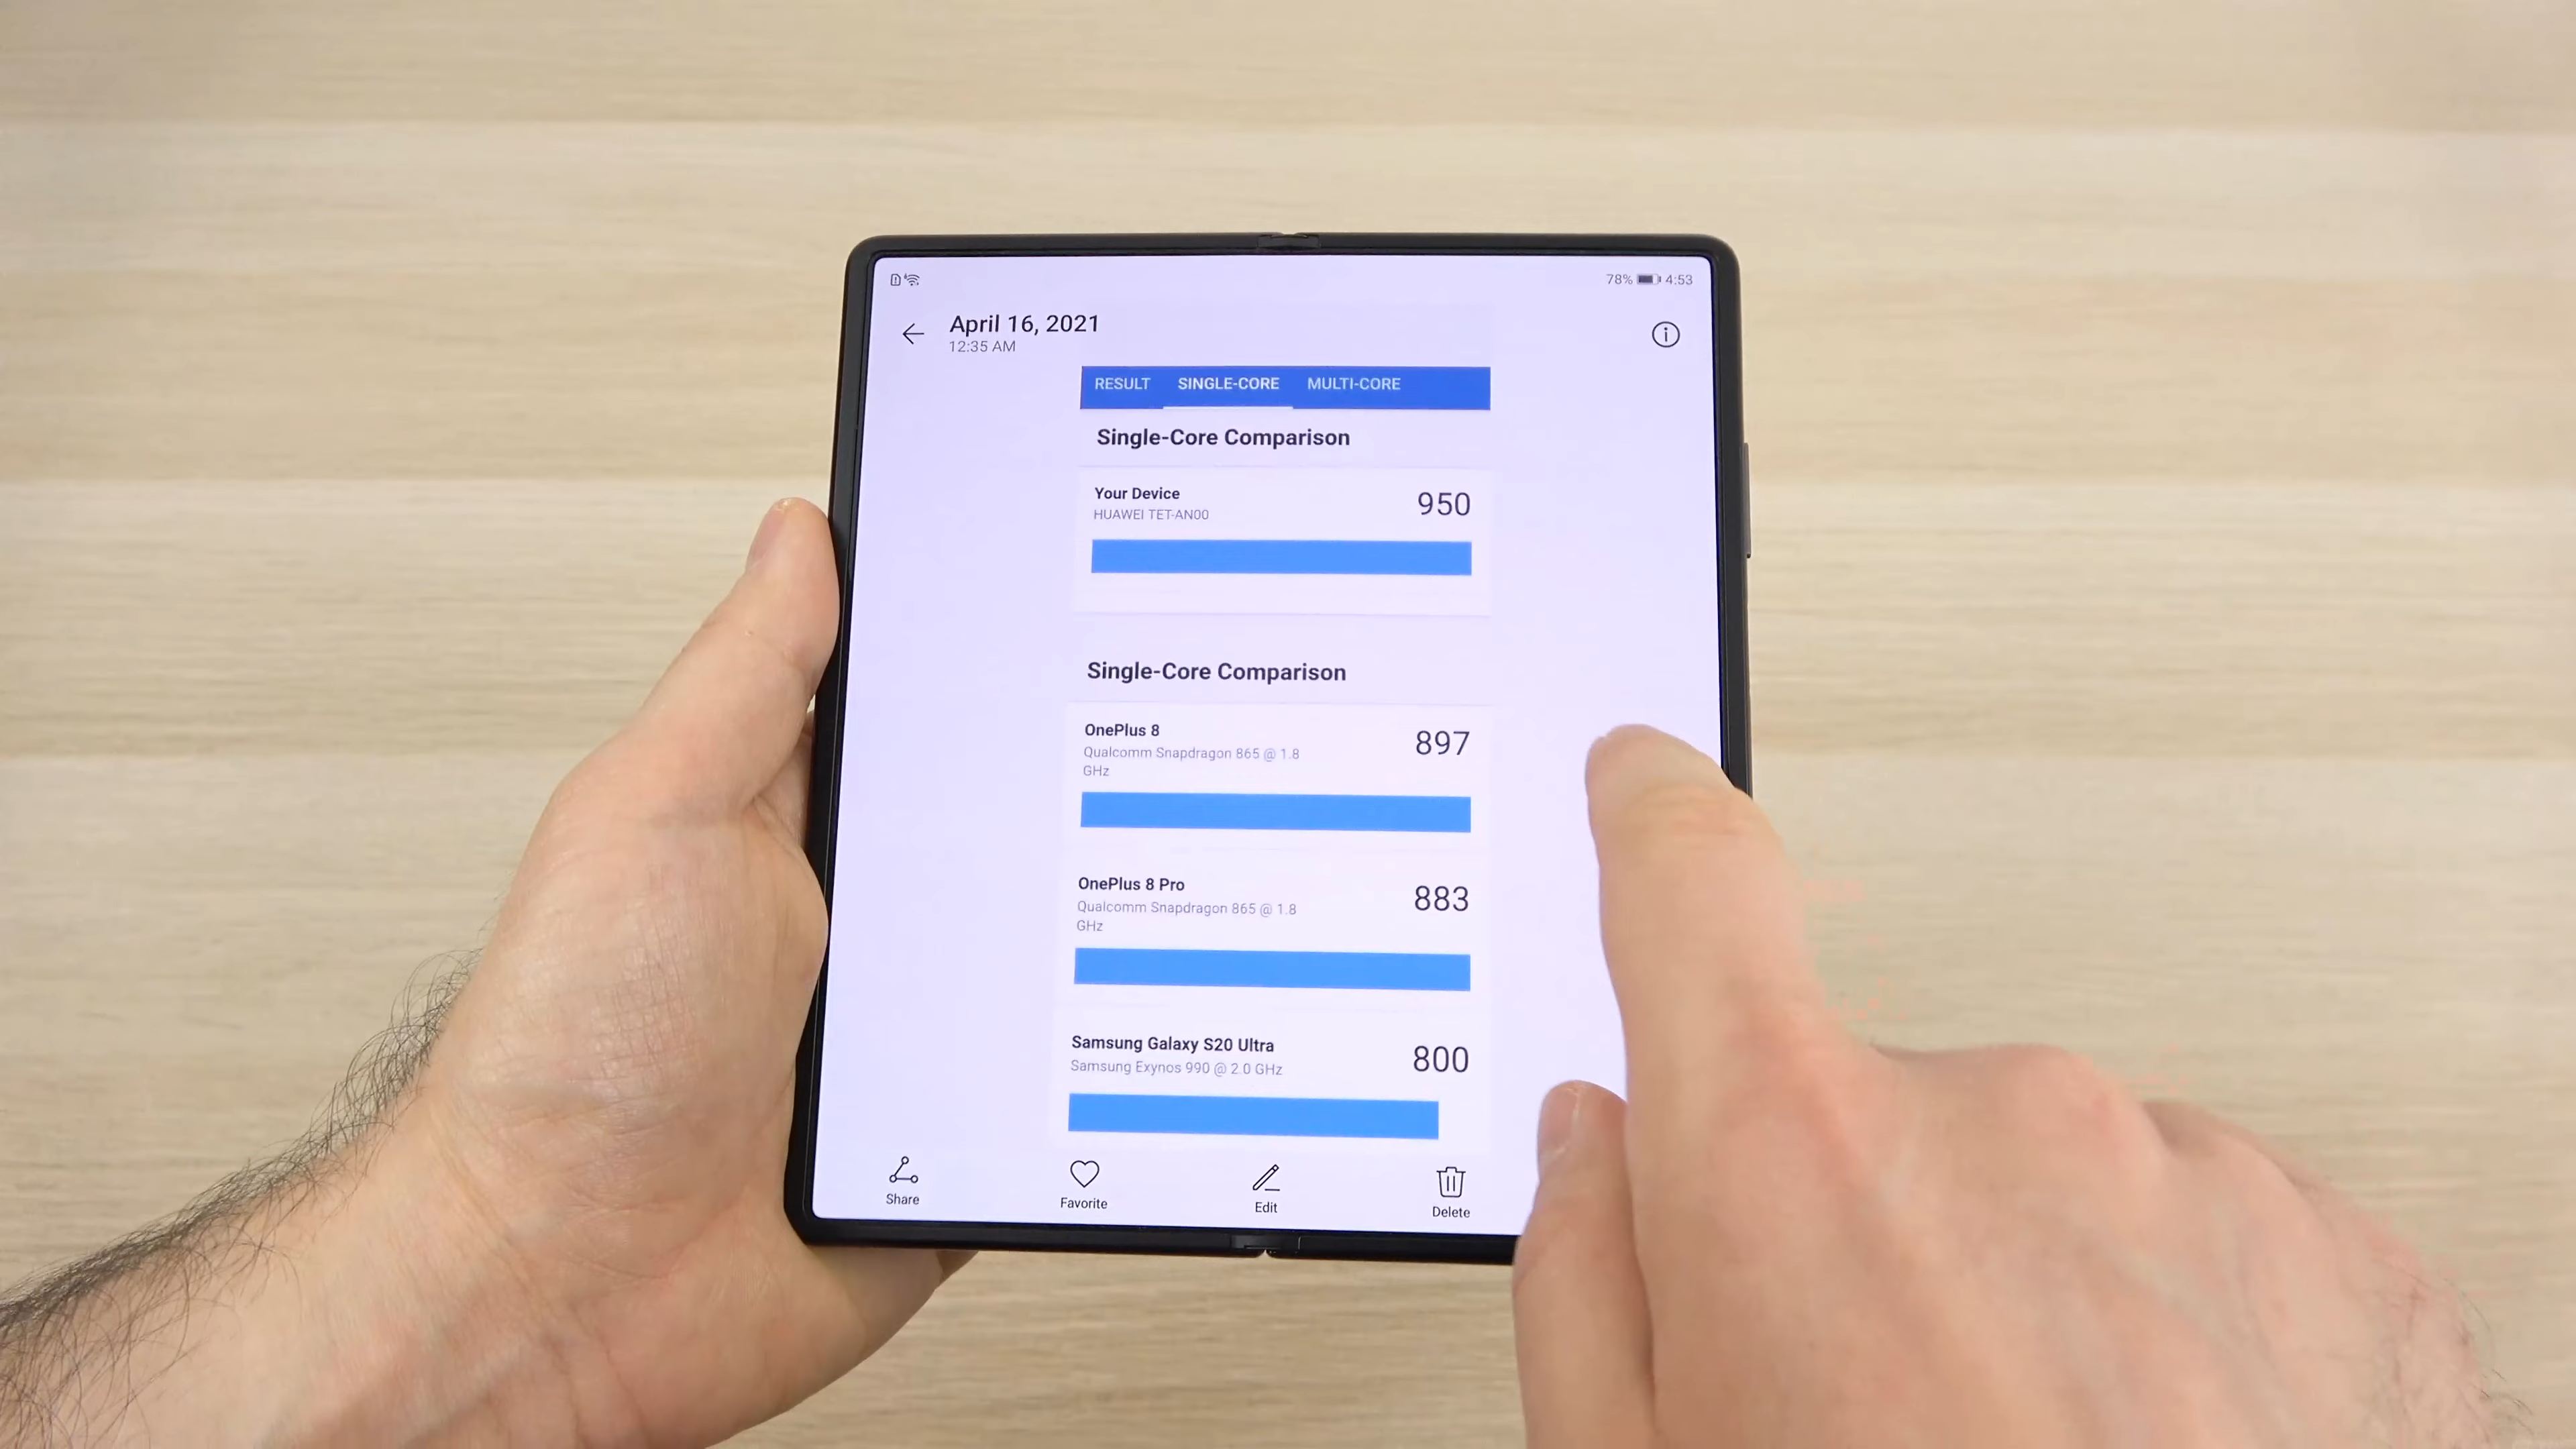 78% 4:53
April 16, 2021
12:35 AM
RESULT SINGLE-CORE MULTI-CORE
Single-Core Comparison
Your Device 950
HUAWEI TET-AN00
Single-Core Comparison
OnePlus 8 897
Qualcomm Snapdragon 865 @ 1.8
GHz
OnePlus 8 Pro 883
Qualcomm Snapdragon 865 @ 1.8
GHz
Samsung Galaxy S20 Ultra 800
Samsung Exynos 990 @ 2.0 GHz
Share Favorite Edit Delete